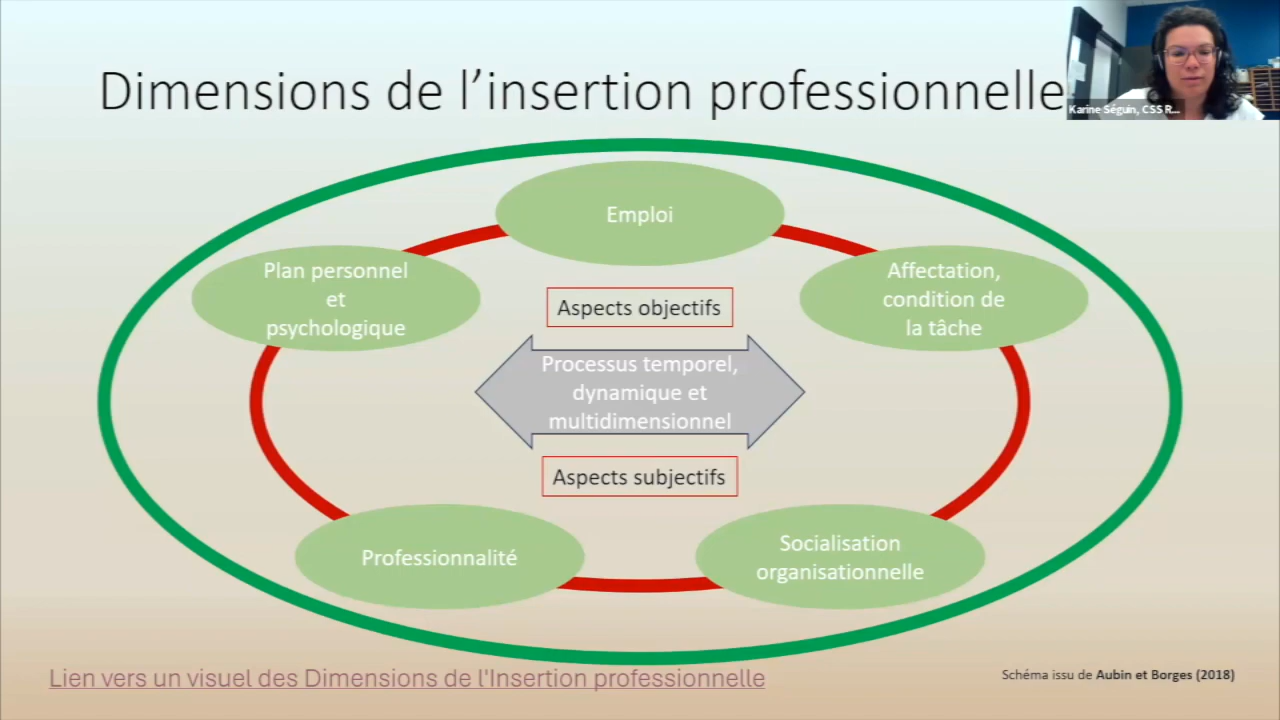 Dimensions de l’insertion professionnelle
Karine Séguin, CSS R...
Emploi
Plan personnel
et
psychologique
Affectation,
condition de
la tâche
Aspects objectifs
Processus temporel,
dynamique et
multidimensionnel
Aspects subjectifs
Professionnalité
Socialisation
organisationnelle
Lien vers un visuel des Dimensions de l'Insertion professionnelle
Schéma issu de Aubin et Borges (2018)